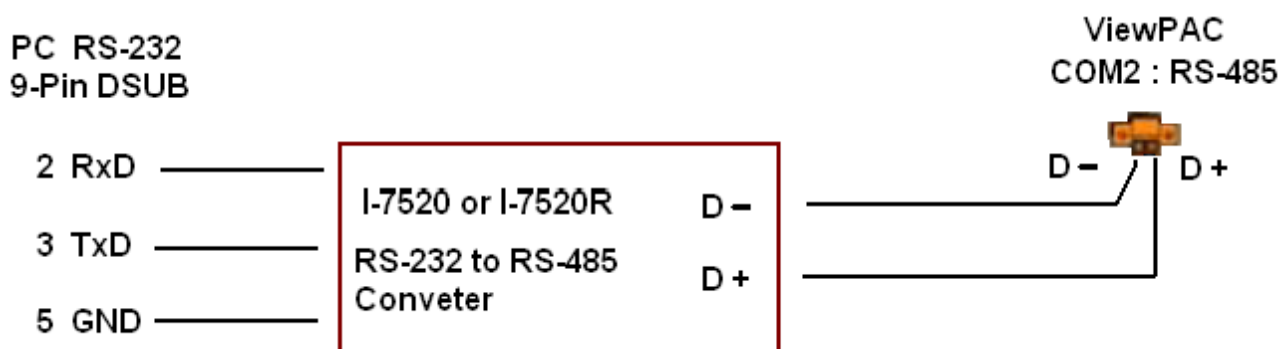 PC RS-232
9-Pin DSUB
2 RxD
3 TxD
5 GND
I-7520 or I-7520R
RS-232 to RS-485
Conveter
D -
D +
ViewPAC
COM2 : RS-485
D -
D +